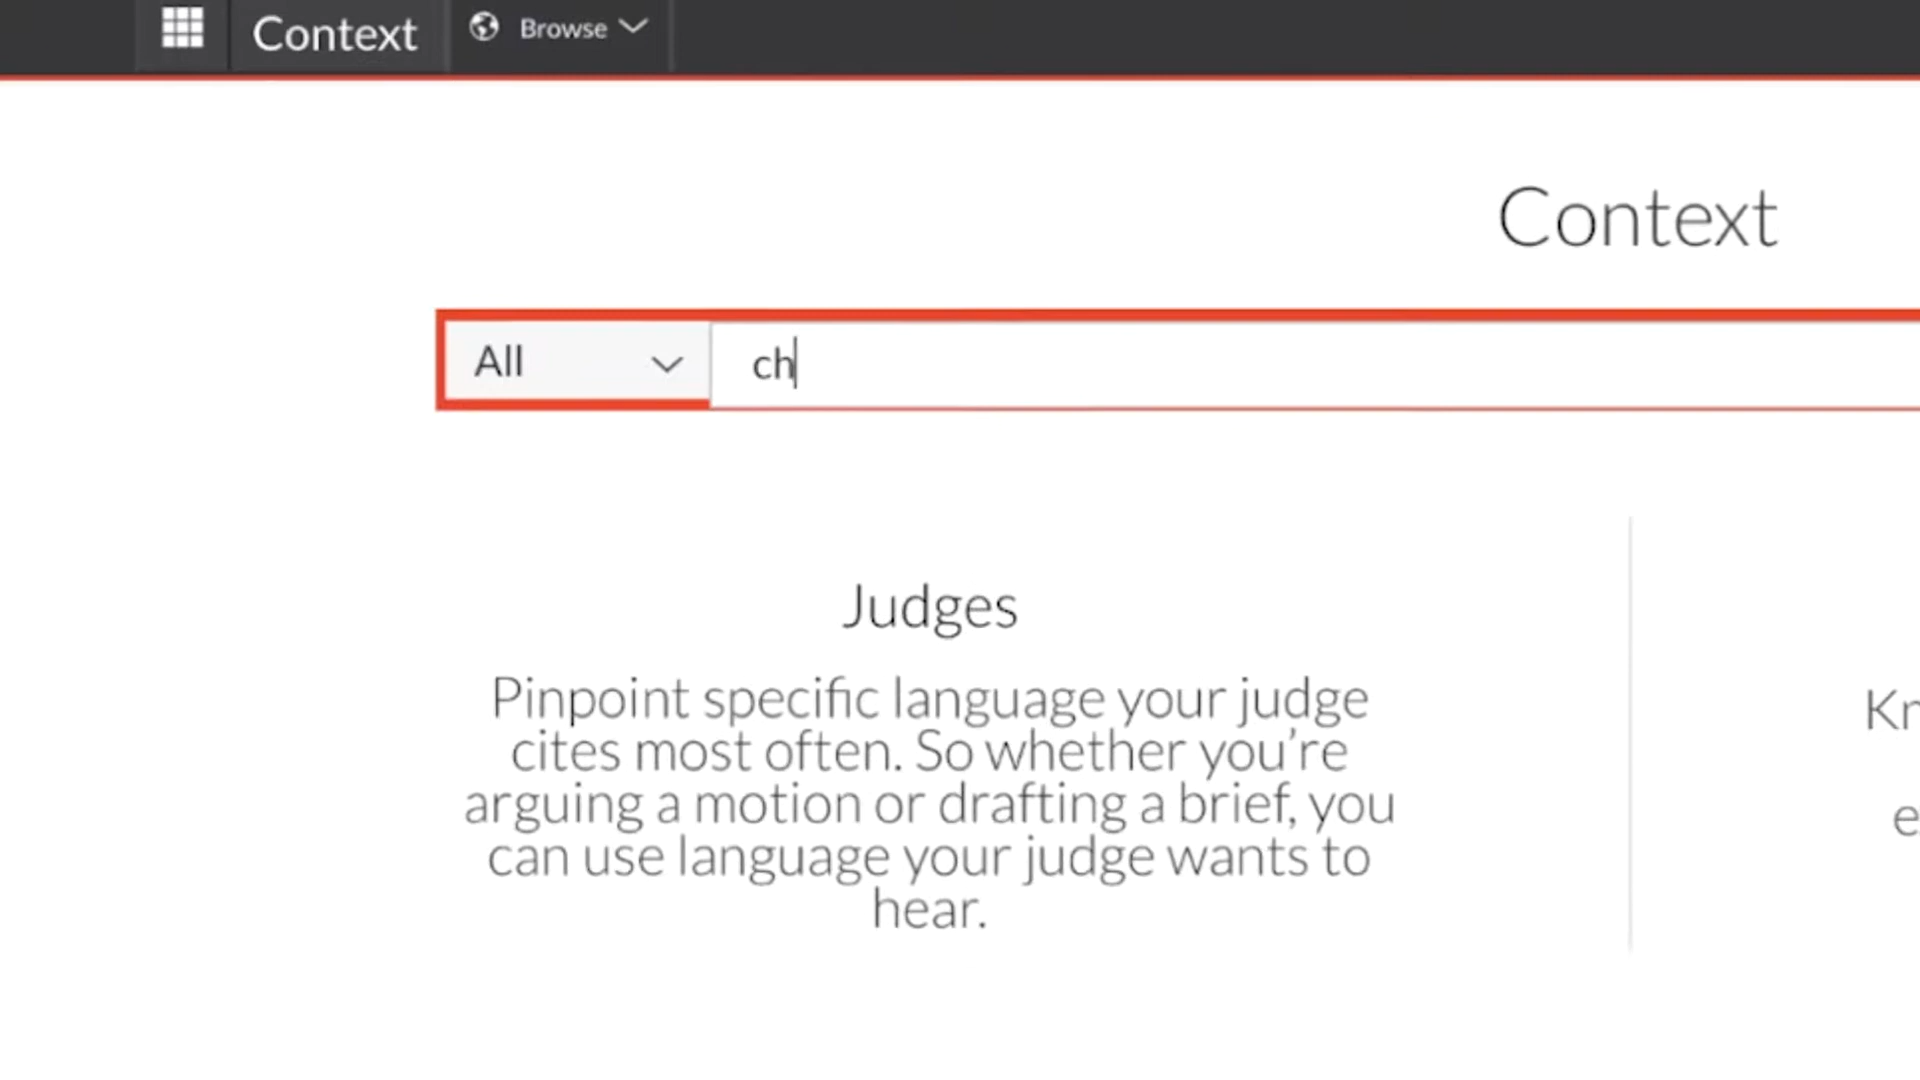 Context
Browse
Context
All
ch
Judges
Pinpoint specific language your judge
cites most often. So whether you're
arguing a motion or drafting a brief, you
can use language your judge wants to
hear.